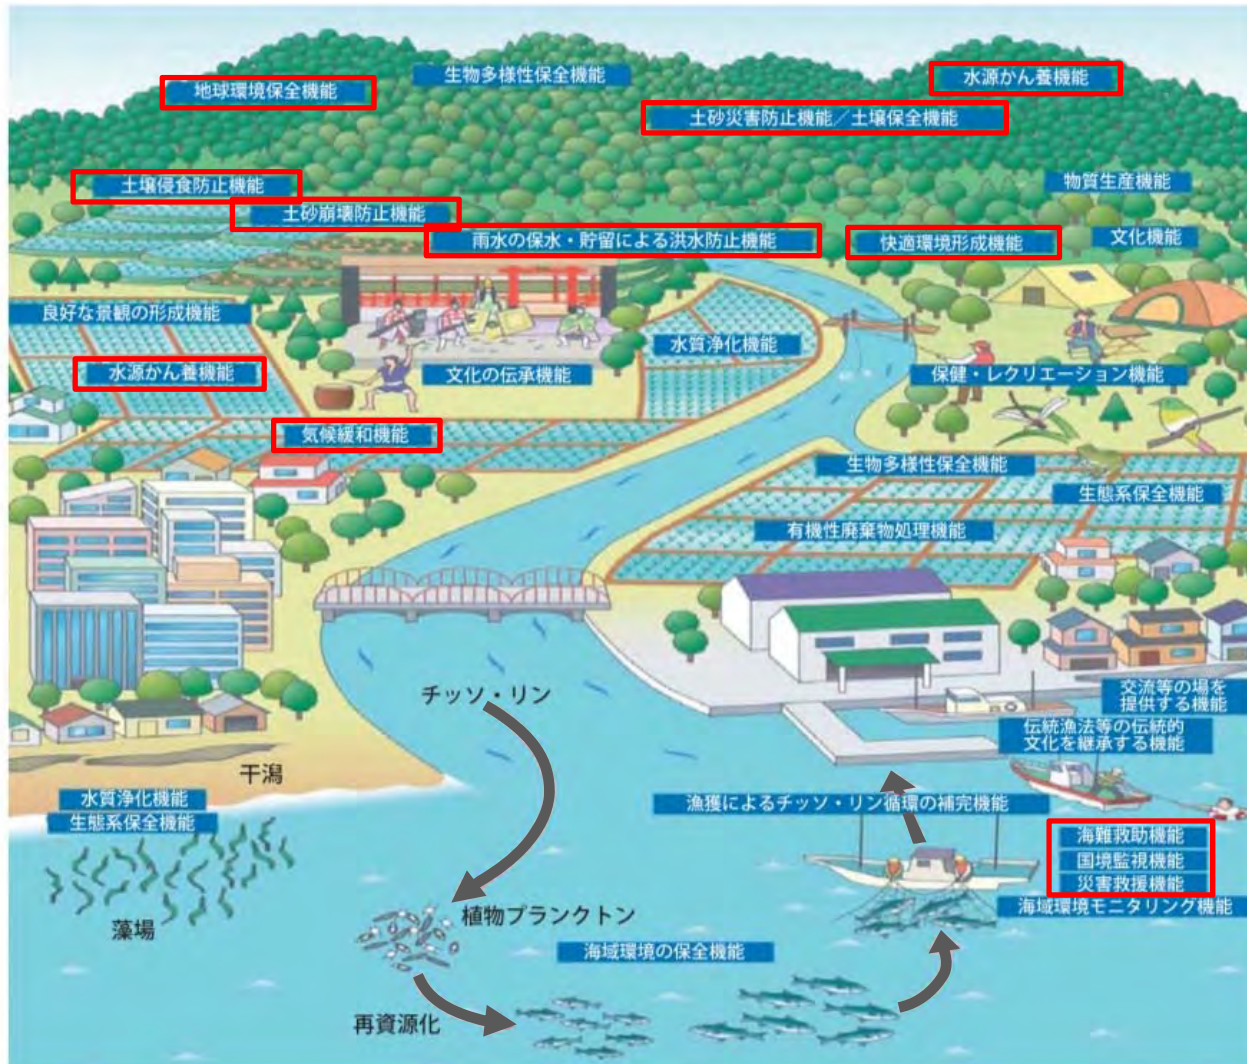 生物多様性保全機能
水源かん養機能
地球環境保全機能
土砂災害防止機能／土壌保全機能
土壌侵食防止機能
物質生産機能
土砂崩壊防止機能
雨水の保水・貯留による洪水防止機能
快適環境形成機能
文化機能
良好な景観の形成機能
水質浄化機能
水源かん養機能
文化の伝承機能
保健・レクリエーション機能
気候緩和機能
生物多様性保全機能
生態系保全機能
有機性廃棄物処理機能
チッソ・リン
交流等の場を
提供する機能
伝統漁法等の伝統的
文化を継承する機能
干潟
水質浄化機能
生態系保全機能
漁獲によるチッソ・リン循環の補完機能
海難救助機能
国境監視機能
災害救援機能
海域環境モニタリング機能
藻場
植物プランクトン
海域環境の保全機能
再資源化